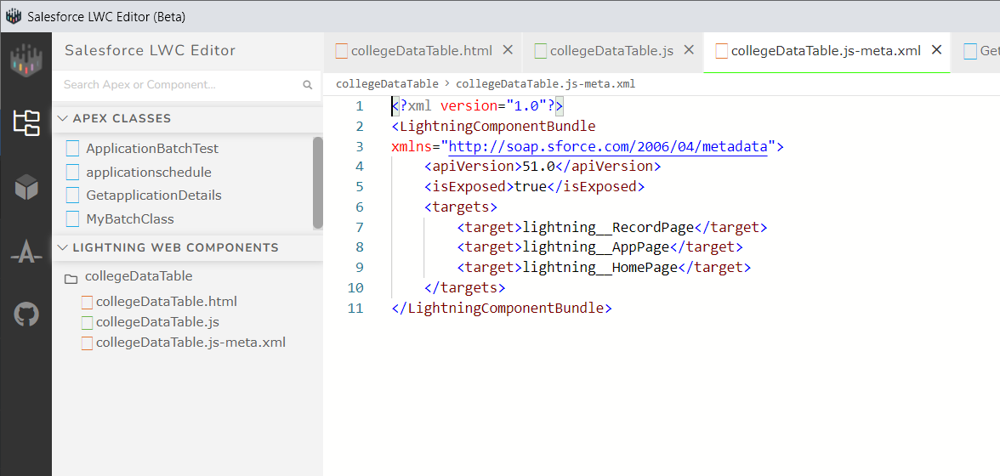 Salesforce LWC Editor (Beta)
Salesforce LWC Editor
Search Apex or Component...
APEX CLASSES
ApplicationBatchTest
applicationschedule
GetapplicationDetails
MyBatchClass
LIGHTNING WEB COMPONENTS
collegeDataTable
collegeDataTable.html
collegeDataTable.js
collegeDataTable.js-meta.xml
collegeDataTable.html × collegeDataTable.js × collegeDataTable.js-meta.xml × Get
collegeDataTable > collegeDataTable.js-meta.xml
1 <?xml version="1.0"?>
2 <LightningComponentBundle
3 xmlns="http://soap.sforce.com/2006/04/metadata">
4 <apiVersion>51.0</apiVersion>
5 <isExposed>true</isExposed>
6 <targets>
7 <target>lightning__RecordPage</target>
8 <target>lightning__AppPage</target>
9 <target>lightning__HomePage</target>
10 </targets>
11 </LightningComponentBundle>